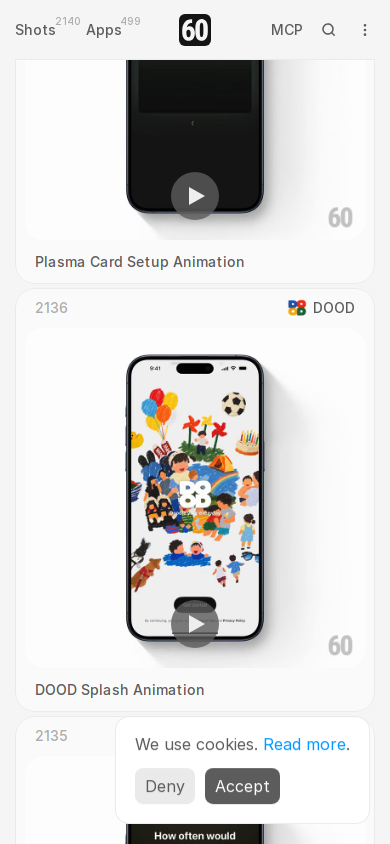 Shots 2140 Apps 499 60 MCP
60
Plasma Card Setup Animation
2136 DOOD
9:41
60
DOOD Splash Animation
2135
We use cookies. Read more.
Deny Accept
How often would